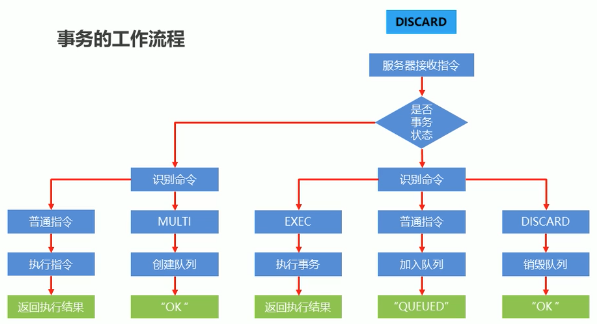 DISCARD
事务的工作流程
服务器接收指令
是否
事务
状态
识别命令
识别命令
普通指令
MULTI
EXEC
普通指令
DISCARD
执行指令
创建队列
执行事务
加入队列
销毁队列
返回执行结果
“OK“
返回执行结果
“QUEUED”
“OK“